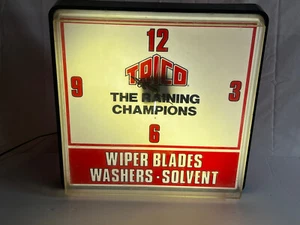 12
TRICO
9
3
THE RAINING
CHAMPIONS
6
WIPER BLADES
WASHERS · SOLVENT